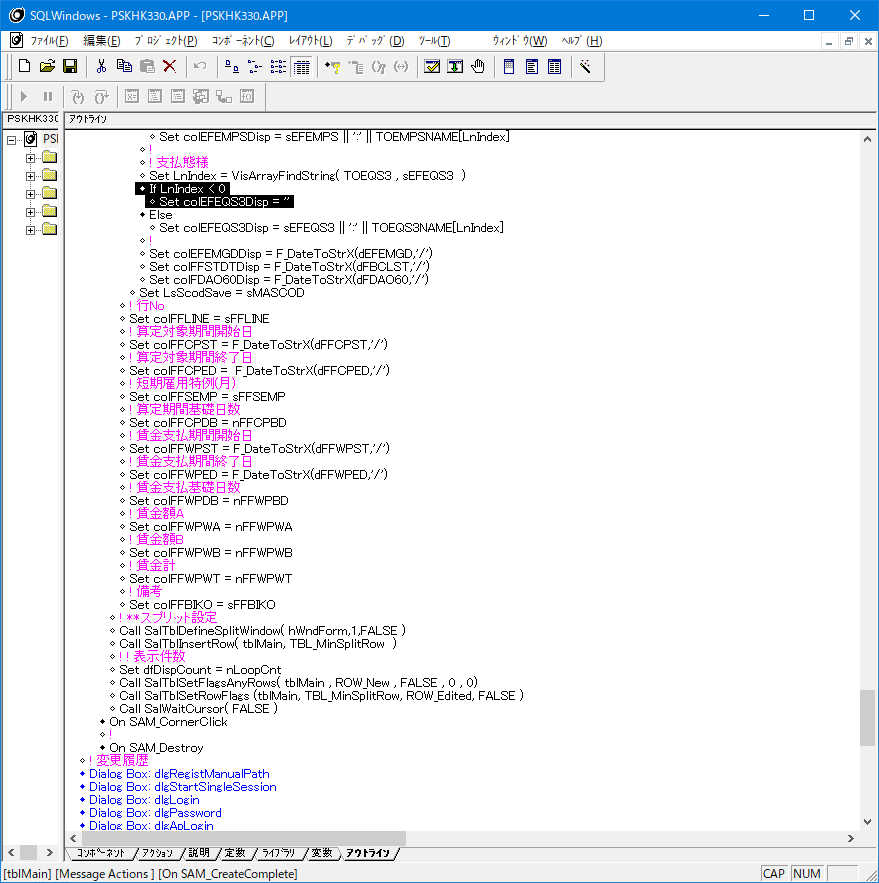 SQLWindows - PSKHK330.APP - [PSKHK330.APP]
ﾌｧｲﾙ(F) 編集(E) ﾌﾟﾛｼﾞｪｸﾄ(P) ｺﾝﾎﾟｰﾈﾝﾄ(C) ﾚｲｱｳﾄ(L) ﾃﾞﾊﾞｯｸﾞ(D) ﾂｰﾙ(T) ｳｨﾝﾄﾞｳ(W) ﾍﾙﾌﾟ(H)
PSKHK330 ｱｳﾄﾗｲﾝ
PSI
Set colEFEMPSDisp = sEFEMPS || ':' || TOEMPSNAME[LnIndex]
!
! 支払態様
Set LnIndex = VisArrayFindString( TOEQS3 , sEFEQS3 )
If LnIndex < 0
Set colEFEQS3Disp = ''
Else
Set colEFEQS3Disp = sEFEQS3 || ':' || TOEQS3NAME[LnIndex]
!
Set colEFEMGDDisp = F_DateToStrX(dEFEMGD,'/')
Set colFFSTDTDisp = F_DateToStrX(dFBCLST,'/')
Set colFDAO60Disp = F_DateToStrX(dFDAO60,'/')
Set LsScodSave = sMASCOD
! 行No
Set colFFLINE = sFFLINE
! 算定対象期間開始日
Set colFFCPST = F_DateToStrX(dFFCPST,'/')
! 算定対象期間終了日
Set colFFCPED = F_DateToStrX(dFFCPED,'/')
! 短期雇用特例(月)
Set colFFSEMP = sFFSEMP
! 算定期間基礎日数
Set colFFCPDB = nFFCPBD
! 賃金支払期間開始日
Set colFFWPST = F_DateToStrX(dFFWPST,'/')
! 賃金支払期間終了日
Set colFFWPED = F_DateToStrX(dFFWPED,'/')
! 賃金支払基礎日数
Set colFFWPDB = nFFWPBD
! 賃金額A
Set colFFWPWA = nFFWPWA
! 賃金額B
Set colFFWPWB = nFFWPWB
! 賃金計
Set colFFWPWT = nFFWPWT
! 備考
Set colFFBIKO = sFFBIKO
! **スプリット設定
Call SalTblDefineSplitWindow( hWndForm,1,FALSE )
Call SalTblInsertRow( tblMain, TBL_MinSplitRow )
! ! 表示件数
Set dfDispCount = nLoopCnt
Call SalTblSetFlagsAnyRows( tblMain , ROW_New , FALSE , 0 , 0)
Call SalTblSetRowFlags (tblMain, TBL_MinSplitRow, ROW_Edited, FALSE )
Call SalWaitCursor( FALSE )
On SAM_CornerClick
!
On SAM_Destroy
! 変更履歴
Dialog Box: dlgRegistManualPath
Dialog Box: dlgStartSingleSession
Dialog Box: dlgLogin
Dialog Box: dlgPassword
Dialog Box: dlgApLogin
ｺﾝﾎﾟｰﾈﾝﾄ ｱｸｼｮﾝ 説明 定数 ﾗｲﾌﾞﾗﾘ 変数 ｱｳﾄﾗｲﾝ
[tblMain] [Message Actions ] [On SAM_CreateComplete] CAP NUM